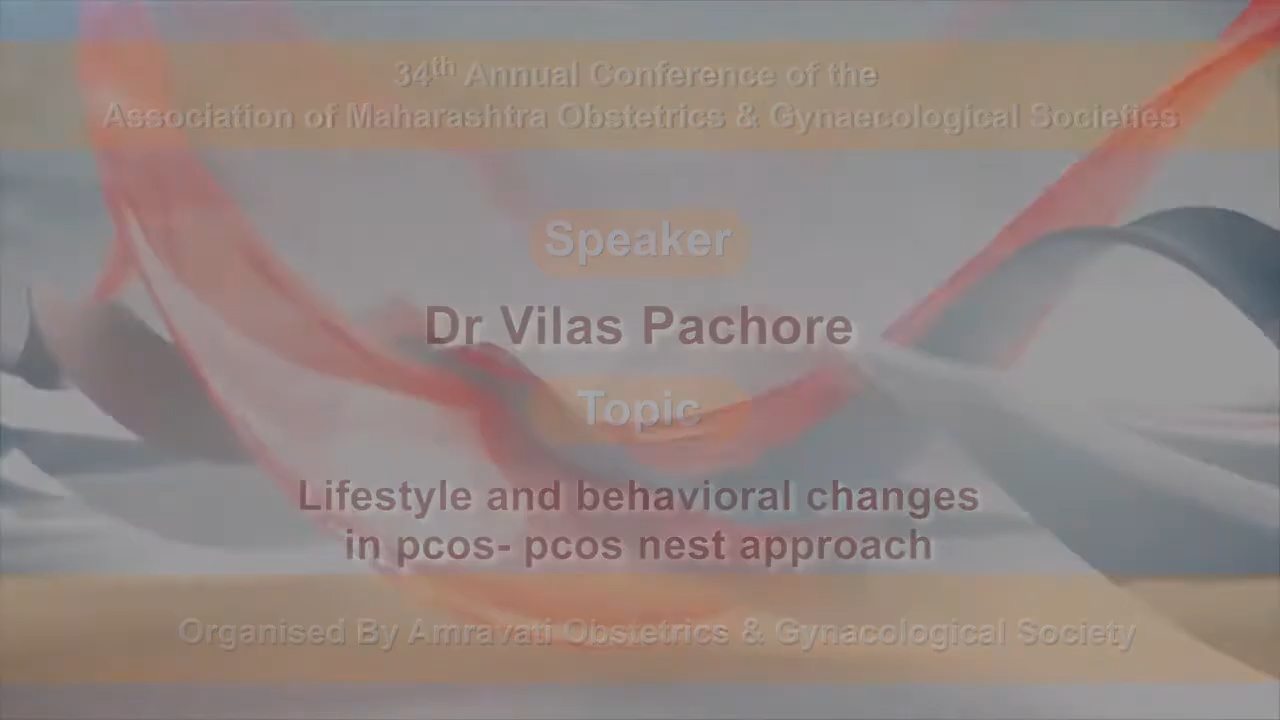 34th Annual Conference of the
Association of Maharashtra Obstetrics & Gynaecological Societies
Speaker
Dr Vilas Pachore
Topic
Lifestyle and behavioral changes
in pcos- pcos nest approach
Organised By Amravati Obstetrics & Gynacological Society